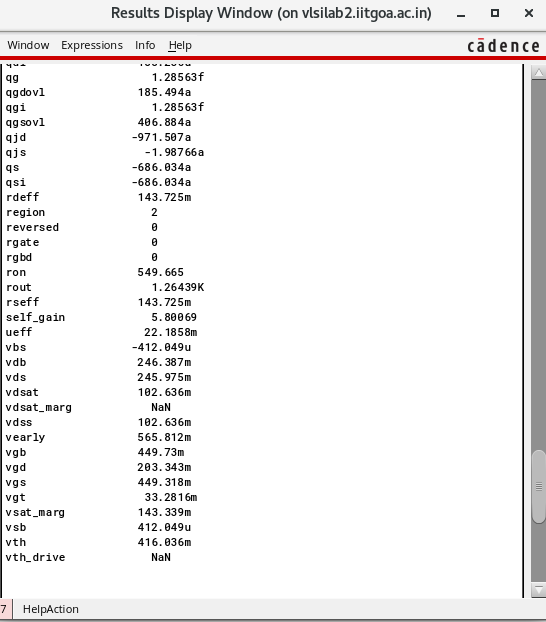 Results Display Window (on vlsilab2.iitgoa.ac.in)
Window Expressions Info Help
cādence
qg 1.28563f
qgdovl 185.494a
qgi 1.28563f
qgsovl 406.884a
qjd -971.507a
qjs -1.98766a
qs -686.034a
qsi -686.034a
rdeff 143.725m
region 2
reversed 0
rgate 0
rgbd 0
ron 549.665
rout 1.26439K
rseff 143.725m
self_gain 5.80069
ueff 22.1858m
vbs -412.049u
vdb 246.387m
vds 245.975m
vdsat 102.636m
vdsat_marg NaN
vdss 102.636m
vearly 565.812m
vgb 449.73m
vgd 203.343m
vgs 449.318m
vgt 33.2816m
vsat_marg 143.339m
vsb 412.049u
vth 416.036m
vth_drive NaN
7 HelpAction